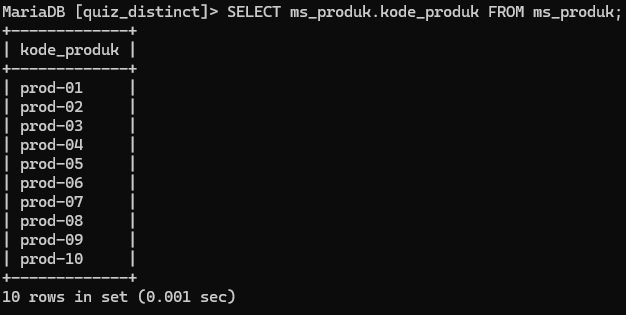 MariaDB [quiz_distinct]> SELECT ms_produk.kode_produk FROM ms_produk;
+-------------+
| kode_produk |
+-------------+
| prod-01     |
| prod-02     |
| prod-03     |
| prod-04     |
| prod-05     |
| prod-06     |
| prod-07     |
| prod-08     |
| prod-09     |
| prod-10     |
+-------------+
10 rows in set (0.001 sec)